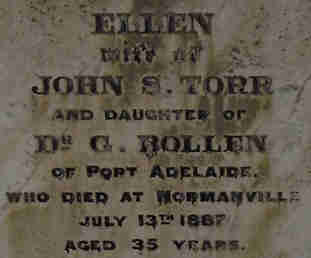 ELLEN
wife of
JOHN S. TORR
AND DAUGHTER OF
DR G. BOLLEN
OF PORT ADELAIDE.
WHO DIED AT NORMANVILLE
JULY 13TH 1887
AGED 35 YEARS.